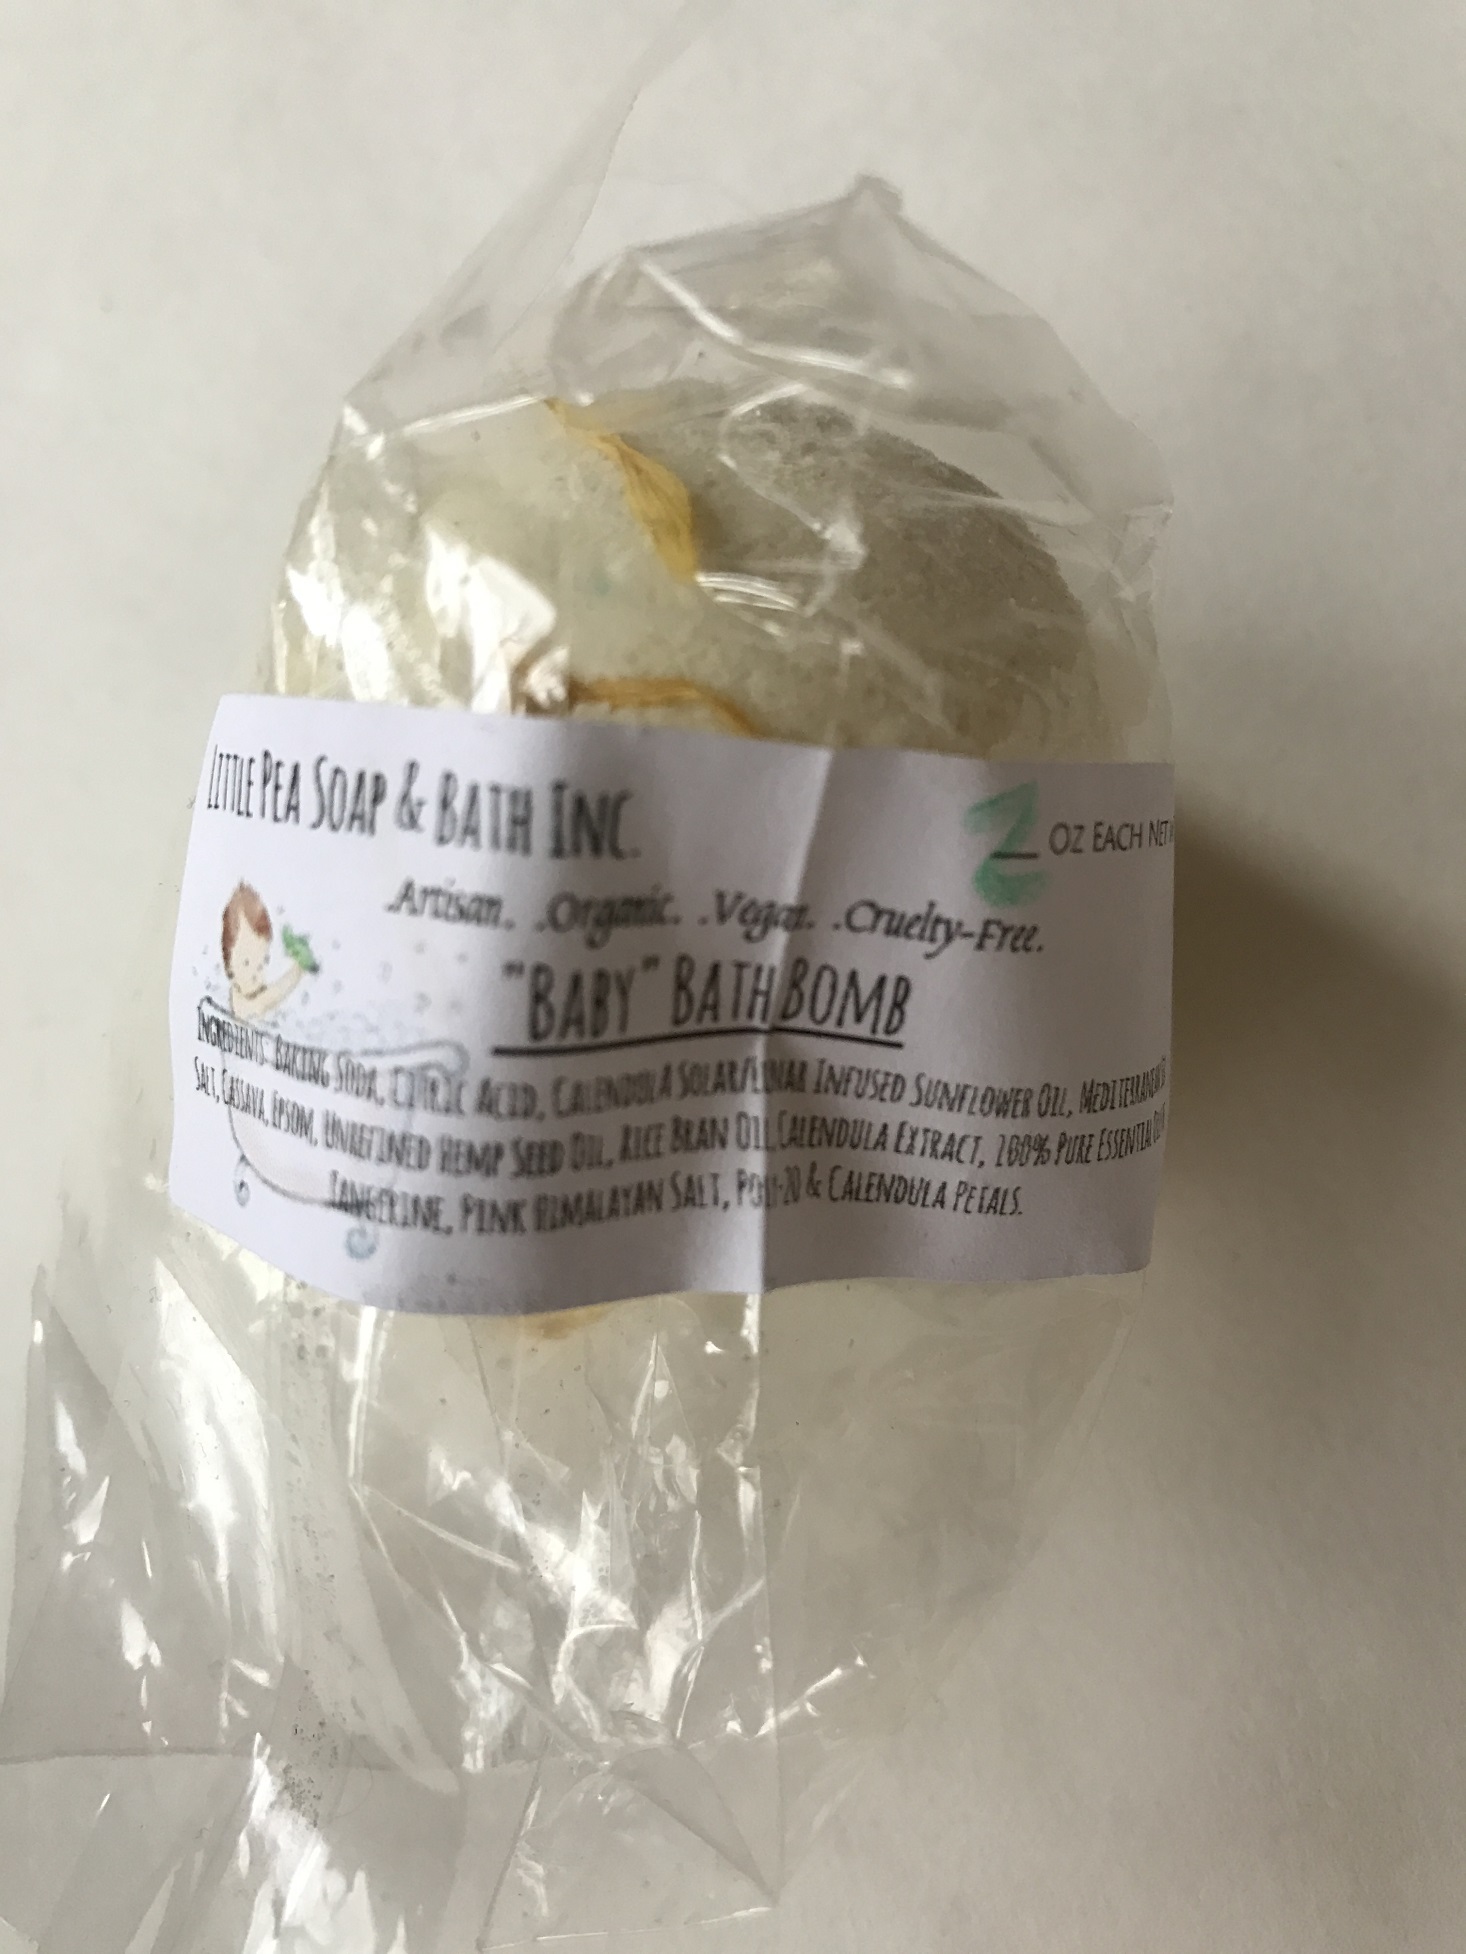 LITTLE PEA SOAP & BATH INC.
2 OZ EACH NET
.Artisan. .Organic. .Vegan. .Cruelty-Free.
"BABY" BATH BOMB
INGREDIENTS: BAKING SODA, CITRIC ACID, CALENDULA SOLAR/LUNAR INFUSED SUNFLOWER OIL, MEDITERRANEAN
SALT, CASSAVA, EPSOM, UNREFINED HEMP SEED OIL, RICE BRAN OIL, CALENDULA EXTRACT, 100% PURE ESSENTIAL
TANGERINE, PINK HIMALAYAN SALT, POLY-20 & CALENDULA PETALS.